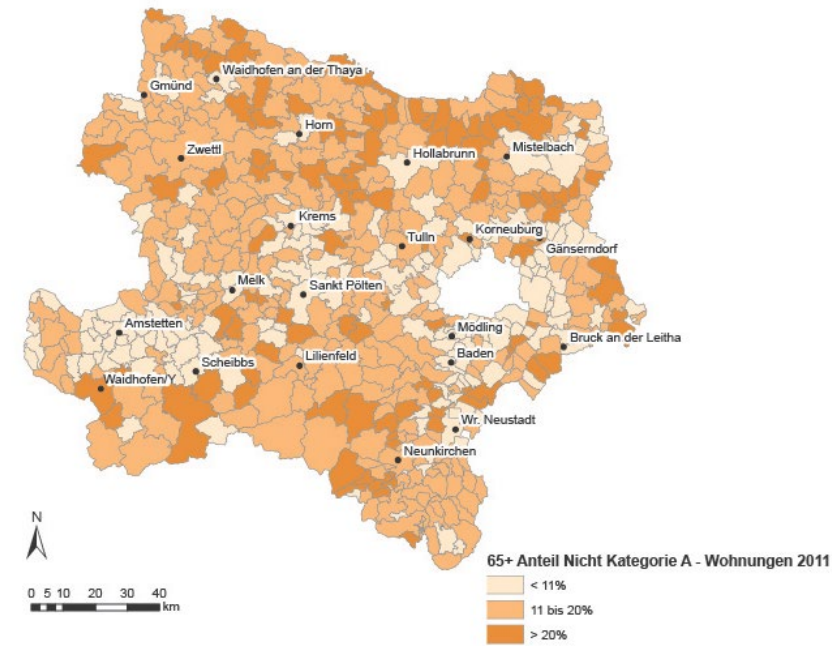 Waidhofen an der Thaya
Gmünd
Horn
Zwettl
Hollabrunn
Mistelbach
Krems
Tulln
Korneuburg
Gänserndorf
Melk
Sankt Pölten
Amstetten
Mödling
Bruck an der Leitha
Baden
Scheibbs
Lilienfeld
Waidhofen/Y
Wr. Neustadt
Neunkirchen
N
0 5 10 20 30 40
km
65+ Anteil Nicht Kategorie A - Wohnungen 2011
< 11%
11 bis 20%
> 20%